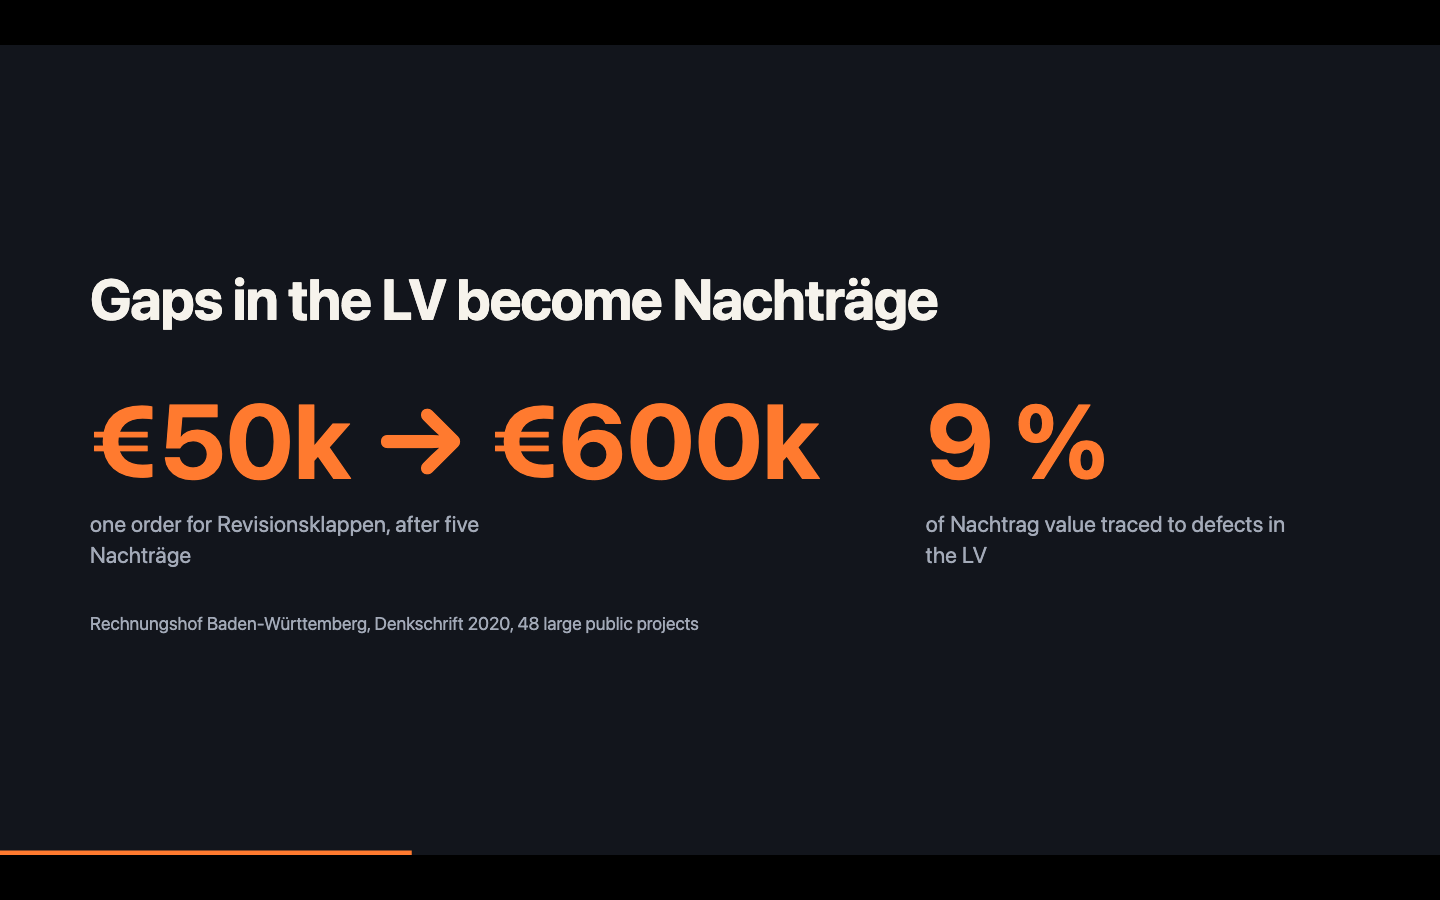 Gaps in the LV become Nachträge
€50k → €600k
one order for Revisionsklappen, after five
Nachträge
9 %
of Nachtrag value traced to defects in
the LV
Rechnungshof Baden-Württemberg, Denkschrift 2020, 48 large public projects